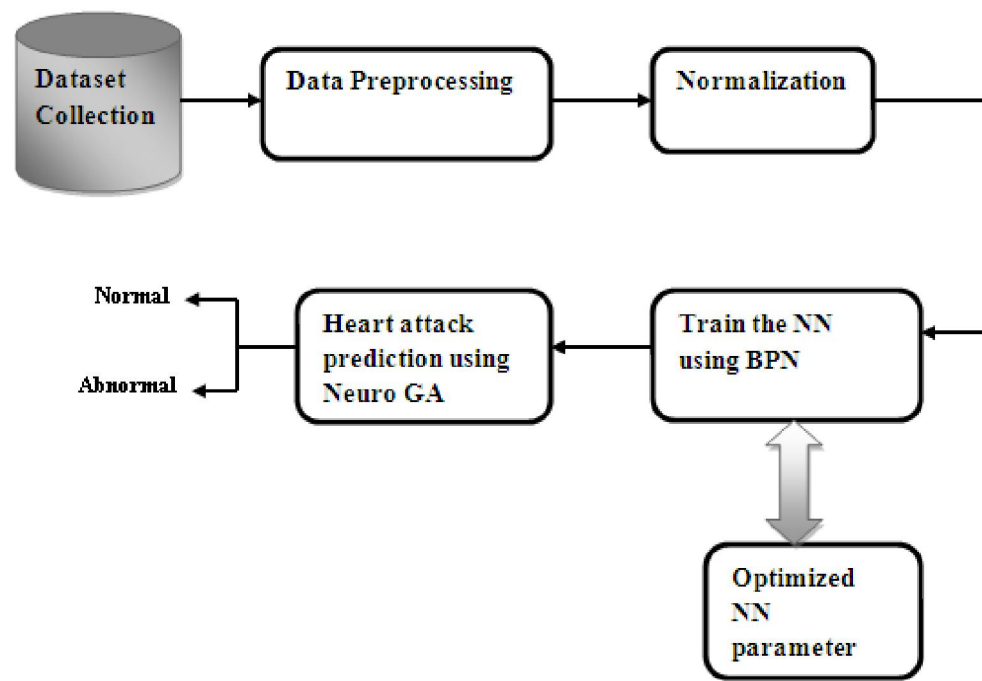 Dataset
Collection
Data Preprocessing
Normalization
Normal
Abnormal
Heart attack
prediction using
Neuro GA
Train the NN
using BPN
Optimized
NN
parameter